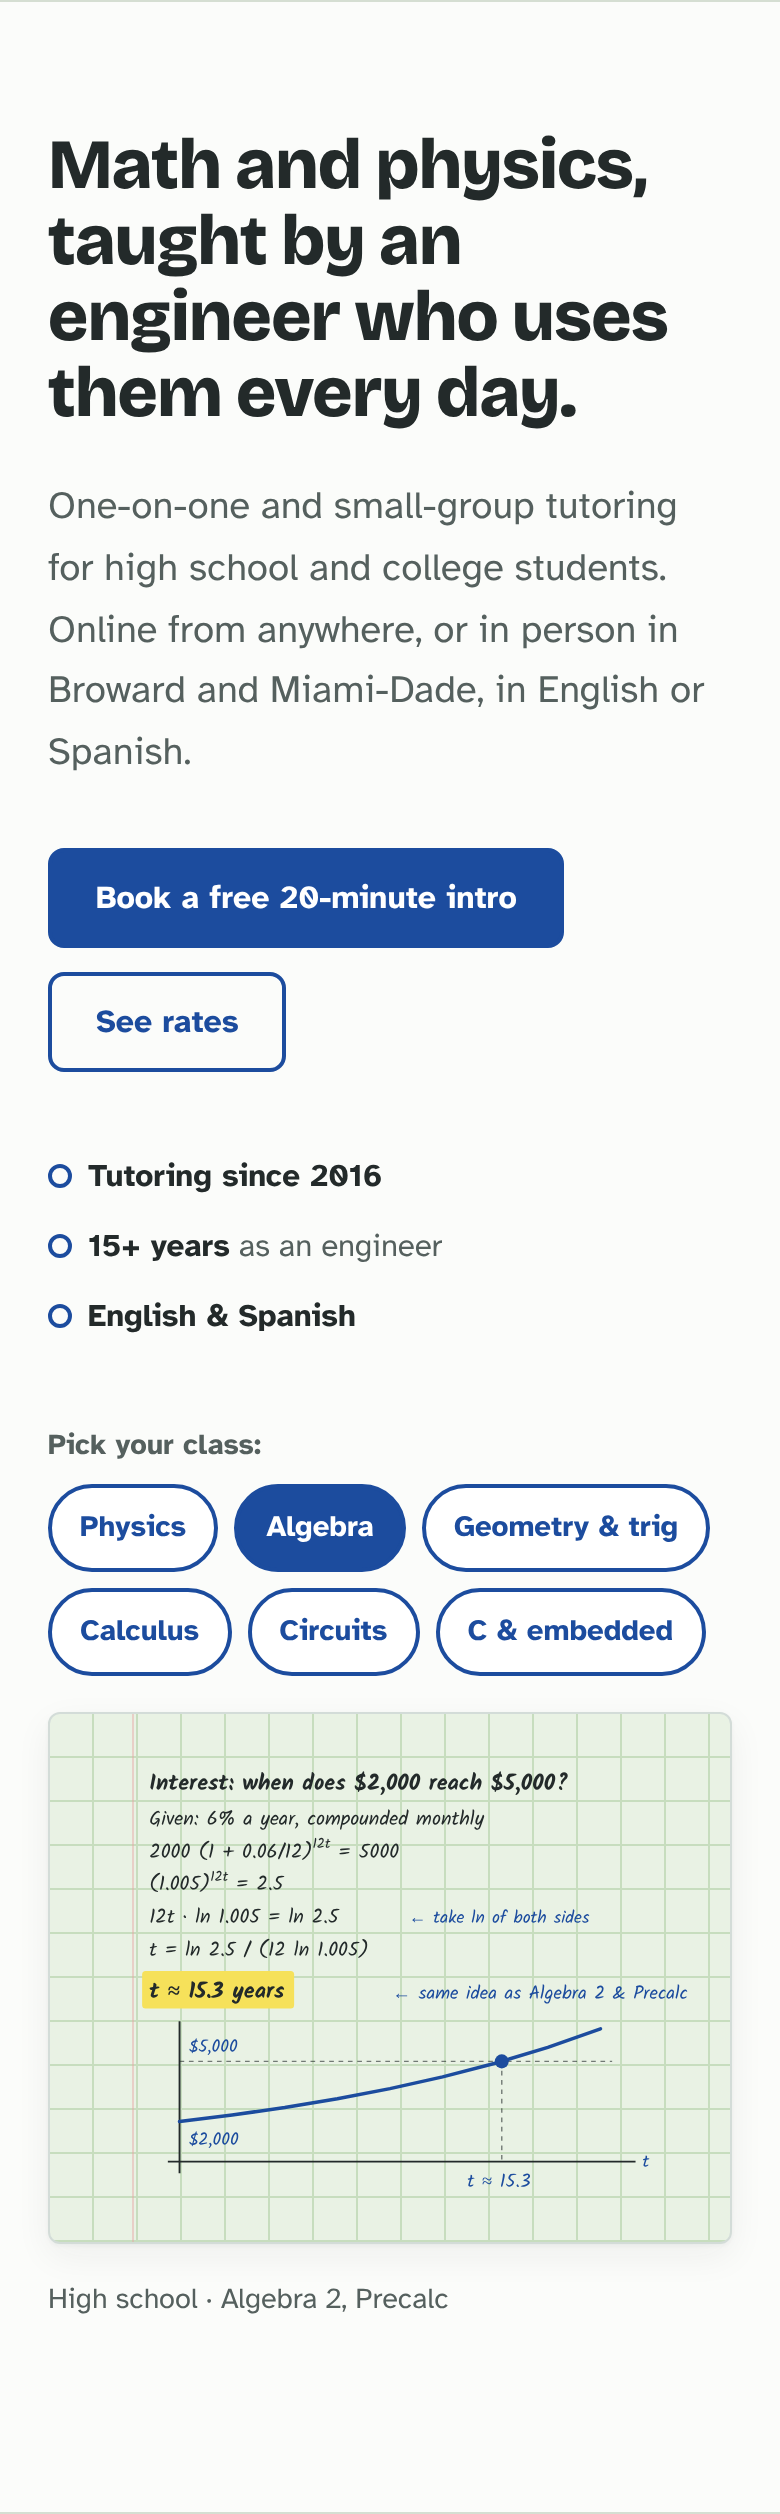 Math and physics,
taught by an
engineer who uses
them every day.
One-on-one and small-group tutoring
for high school and college students.
Online from anywhere, or in person in
Broward and Miami-Dade, in English or
Spanish.
Book a free 20-minute intro
See rates
Tutoring since 2016
15+ years as an engineer
English & Spanish
Pick your class:
Physics Algebra Geometry & trig
Calculus Circuits C & embedded
Interest: when does $2,000 reach $5,000?
Given: 6% a year, compounded monthly
2000 (1 + 0.06/12)^12t = 5000
(1.005)^12t = 2.5
12t · ln 1.005 = ln 2.5 ← take ln of both sides
t = ln 2.5 / (12 ln 1.005)
t ≈ 15.3 years ← same idea as Algebra 2 & Precalc
$5,000
$2,000
t
t ≈ 15.3
High school · Algebra 2, Precalc